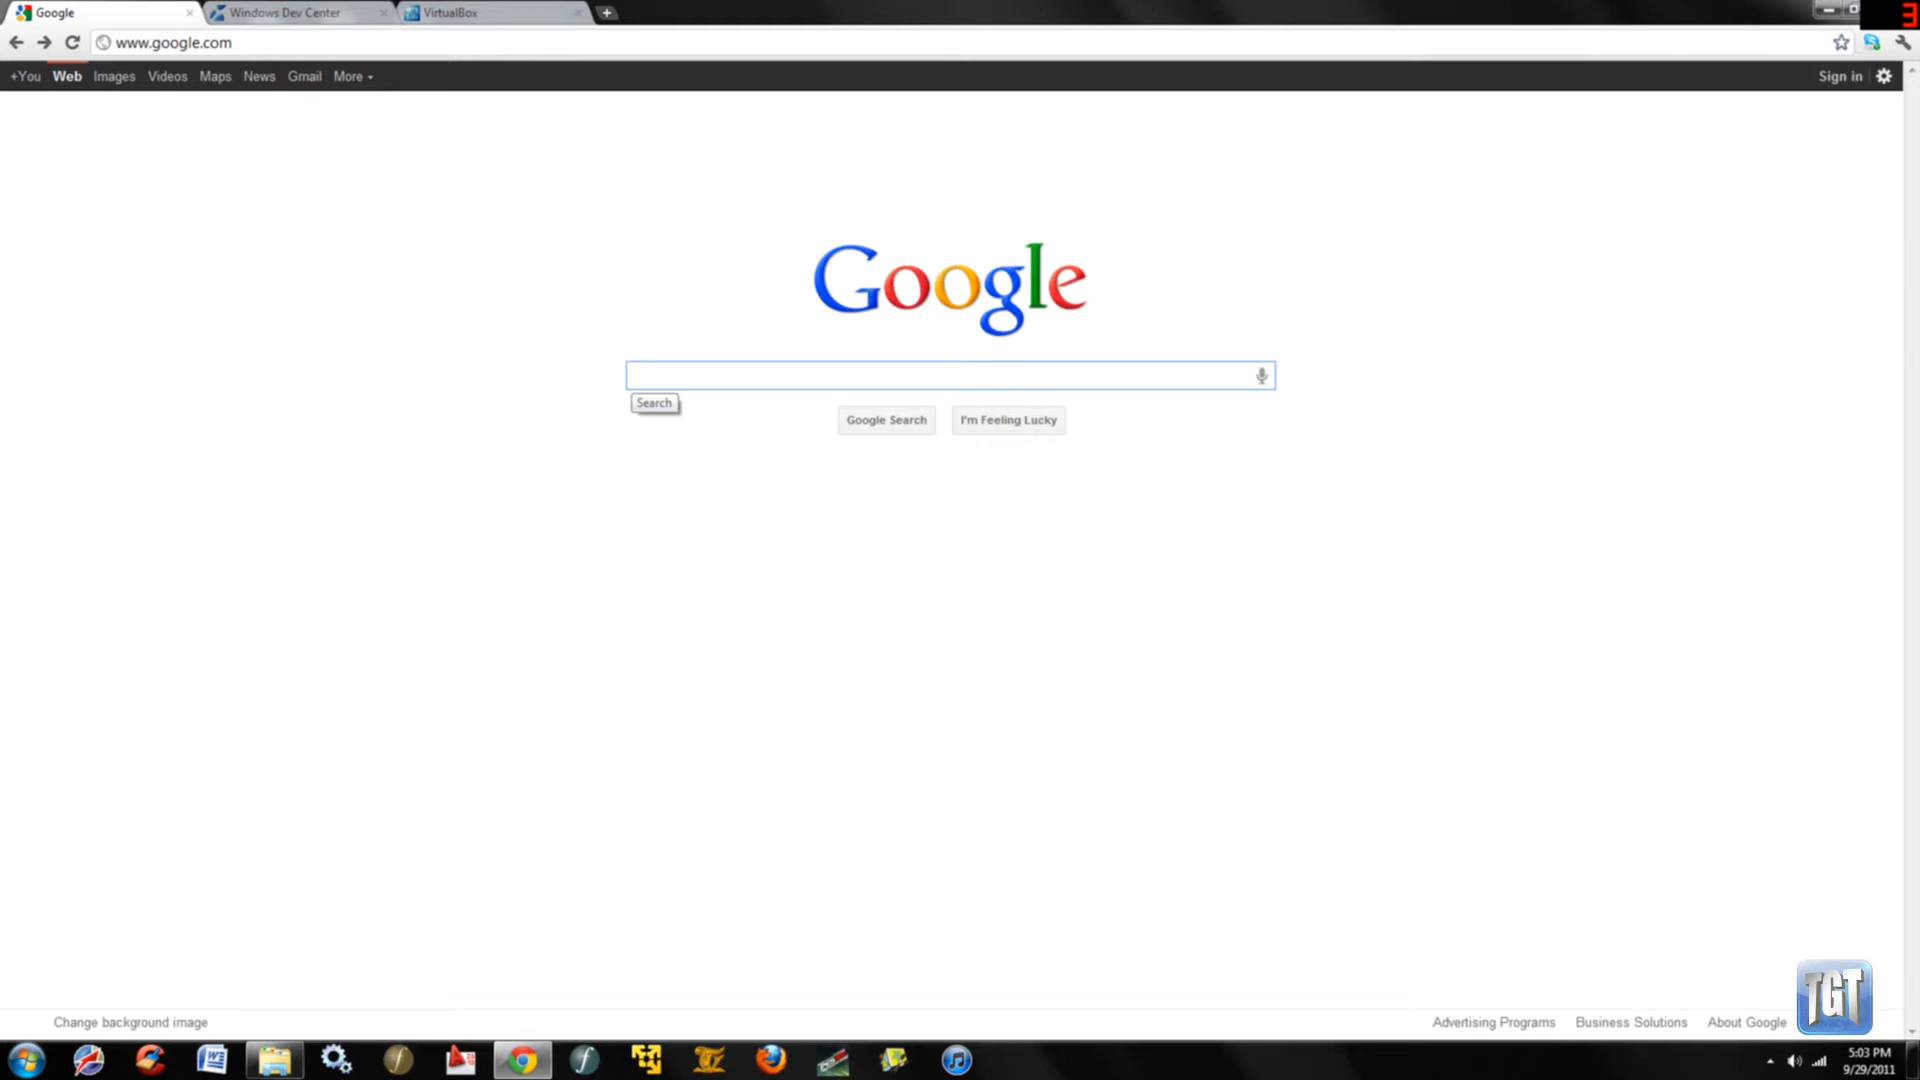 Google
Windows Dev Center
VirtualBox
3
www.google.com
+You Web Images Videos Maps News Gmail More
Sign in
Google
Search
Google Search
I'm Feeling Lucky
TGT
Change background image
Advertising Programs
Business Solutions
About Google
5:03 PM
9/29/2011